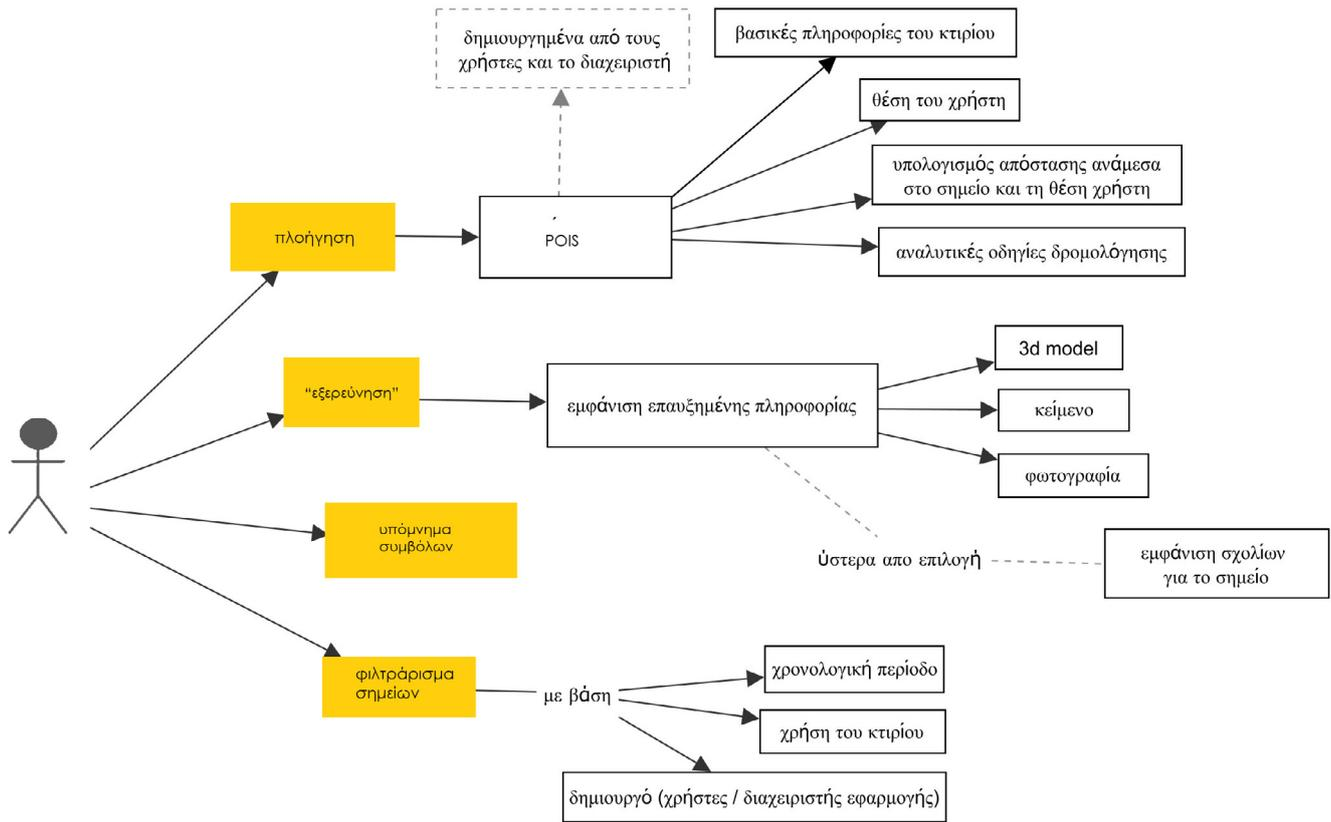 δημιουργημένα από τους
χρήστες και το διαχειριστή
βασικές πληροφορίες του κτιρίου
θέση του χρήστη
υπολογισμός απόστασης ανάμεσα
στο σημείο και τη θέση χρήστη
αναλυτικές οδηγίες δρομολόγησης
πλοήγηση
POIS
"εξερεύνηση"
εμφάνιση επαυξημένης πληροφορίας
3d model
κείμενο
φωτογραφία
υπόμνημα
συμβόλων
ύστερα απο επιλογή
εμφάνιση σχολίων
για το σημείο
φιλτράρισμα
σημείων
με βάση
χρονολογική περίοδο
χρήση του κτιρίου
δημιουργό (χρήστες / διαχειριστής εφαρμογής)